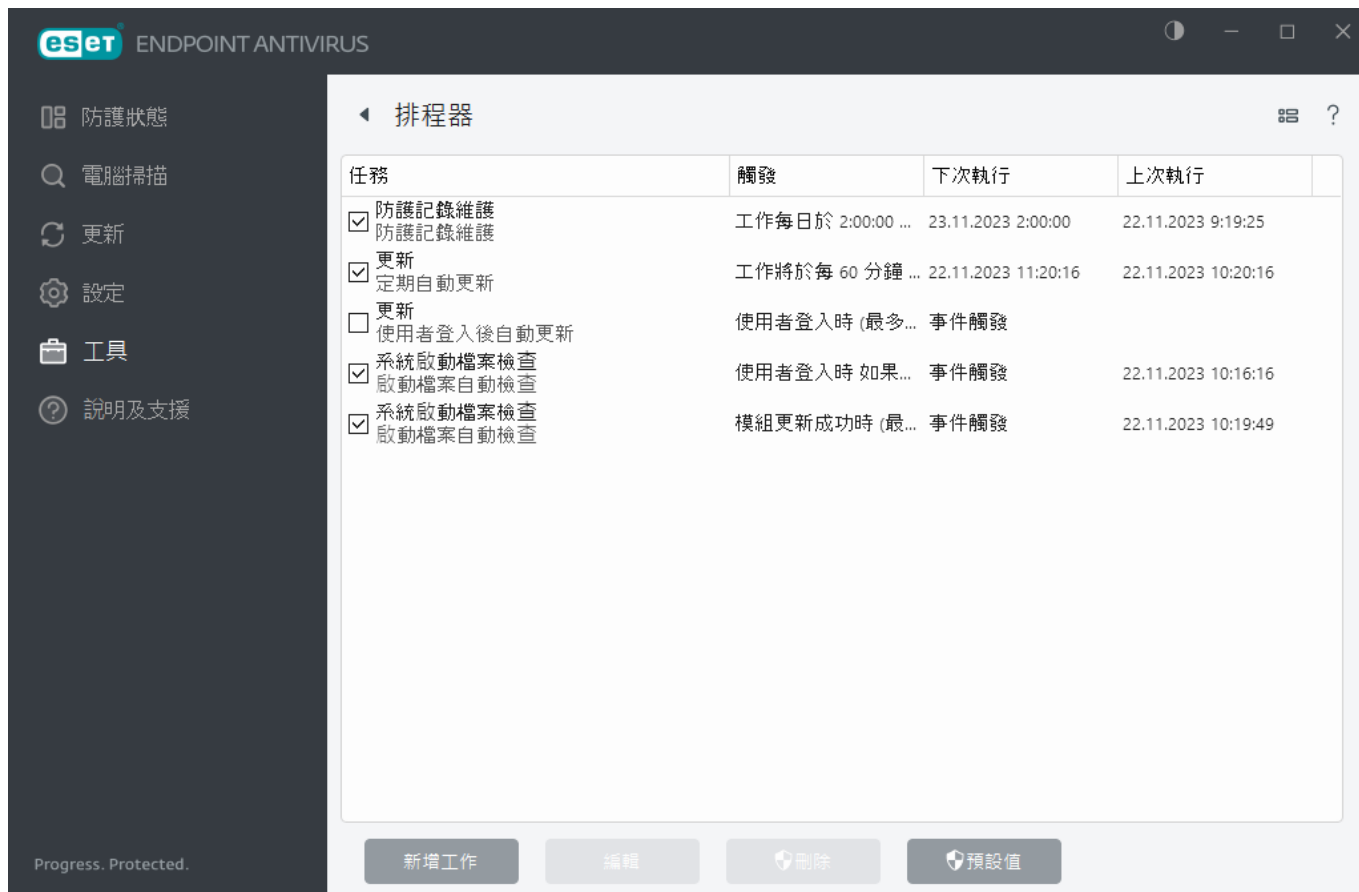 eset ENDPOINT ANTIVIRUS
防護狀態
電腦掃描
更新
設定
工具
說明及支援
Progress. Protected.
排程器
?
任務 觸發 下次執行 上次執行
防護記錄維護
防護記錄維護
工作每日於 2:00:00 ... 23.11.2023 2:00:00 22.11.2023 9:19:25
更新
定期自動更新
工作將於每 60 分鐘 ... 22.11.2023 11:20:16 22.11.2023 10:20:16
更新
使用者登入後自動更新
使用者登入時 (最多... 事件觸發
系統啟動檔案檢查
啟動檔案自動檢查
使用者登入時 如果... 事件觸發 22.11.2023 10:16:16
系統啟動檔案檢查
啟動檔案自動檢查
模組更新成功時 (最... 事件觸發 22.11.2023 10:19:49
新增工作 編輯 刪除 預設值